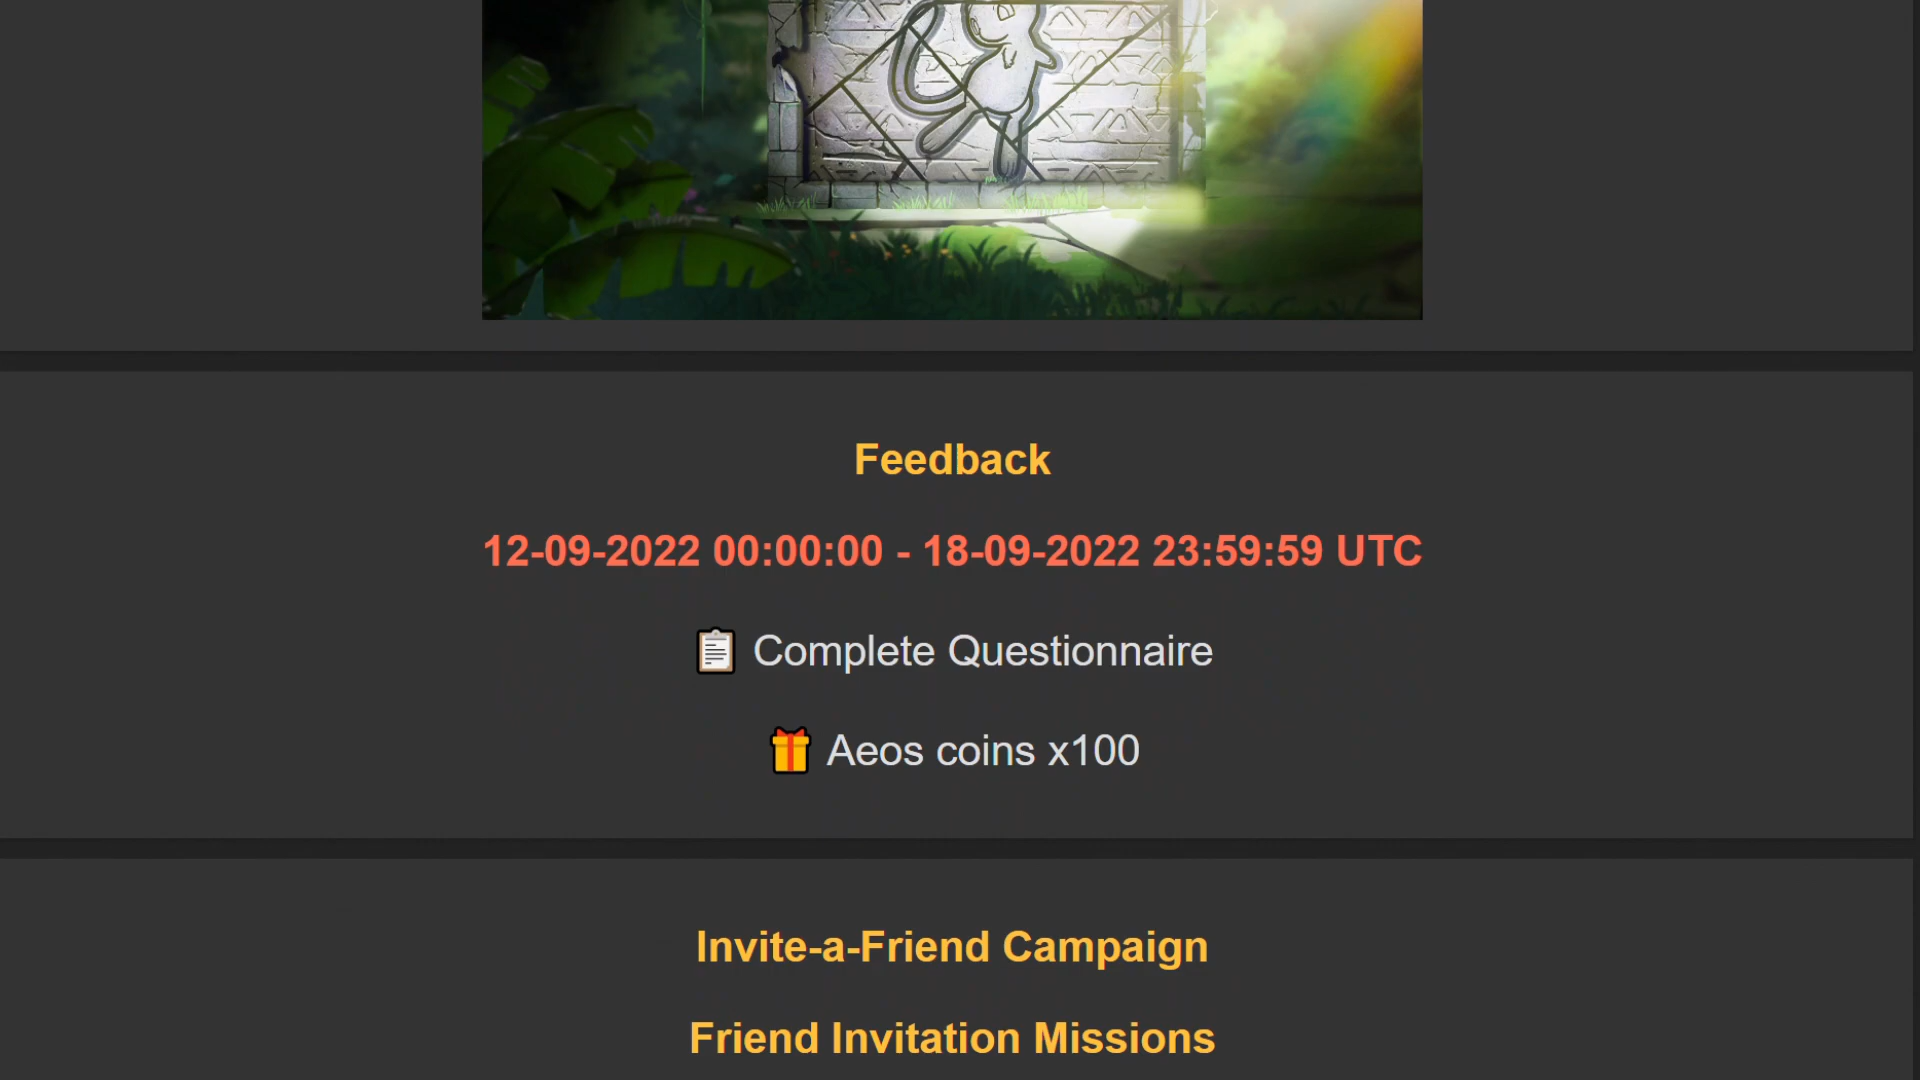 Feedback
12-09-2022 00:00:00 - 18-09-2022 23:59:59 UTC
📋 Complete Questionnaire
🎁 Aeos coins x100
Invite-a-Friend Campaign
Friend Invitation Missions